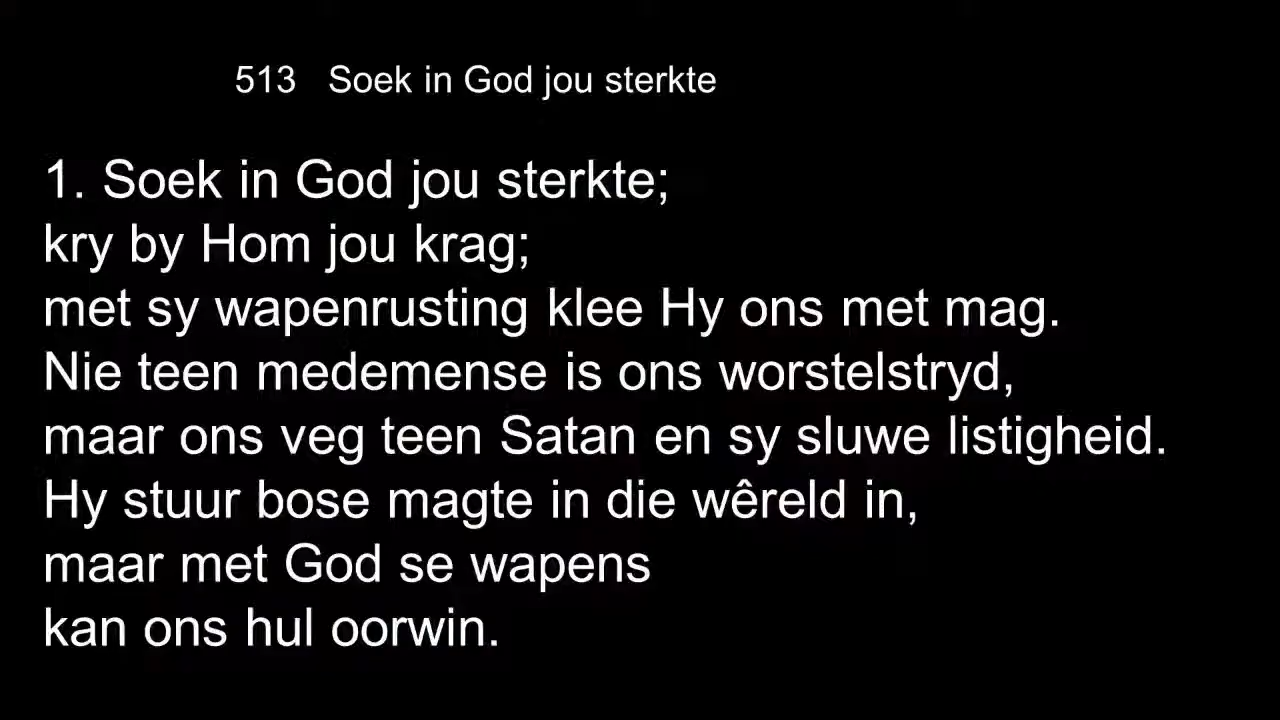 513 Soek in God jou sterkte
1. Soek in God jou sterkte;
kry by Hom jou krag;
met sy wapenrusting klee Hy ons met mag.
Nie teen medemense is ons worstelstryd,
maar ons veg teen Satan en sy sluwe listigheid.
Hy stuur bose magte in die wêreld in,
maar met God se wapens
kan ons hul oorwin.